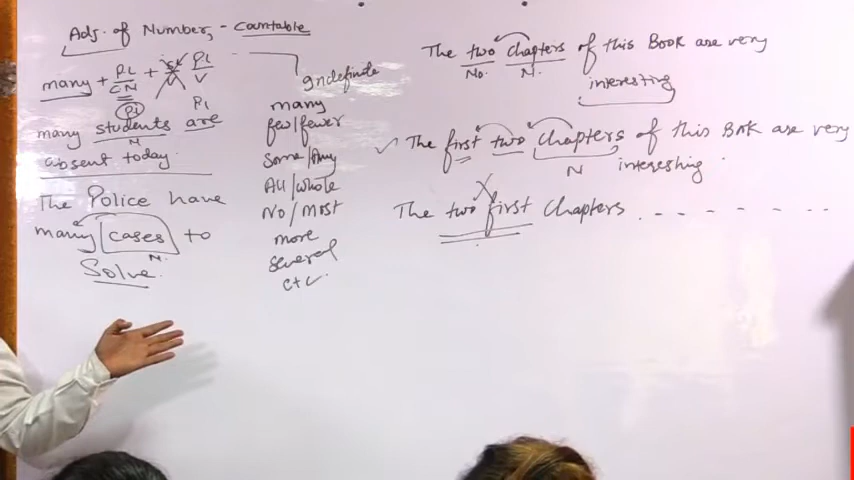 Adj. of Number, - Countable
many + Pl CN + S Pl V
Pl Pl
many students are
N
absent today.
The Police have
many cases to
N.
Solve.
Indefinite
many
few/fewer
Some/Any
All/whole
No/Most
more
several
etc
The two chapters of this Book are very
No. N.
interesting
✓ The first two chapters of this Book are very
N interesting.
The two first chapters . - - - - - -